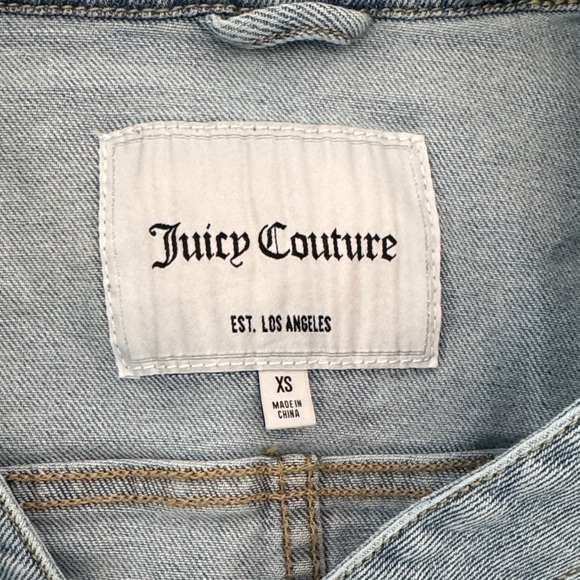 Juicy Couture
EST. LOS ANGELES
XS
MADE IN
CHINA